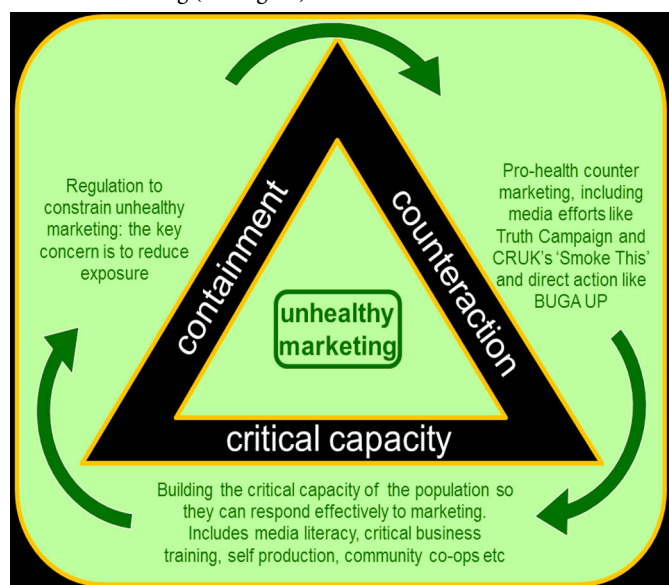 Regulation to
constrain unhealthy
marketing: the key
concern is to reduce
exposure
containment
counteraction
Pro-health counter
marketing, including
media efforts like
Truth Campaign and
CRUK's 'Smoke This'
and direct action like
BUGA UP
unhealthy
marketing
critical capacity
Building the critical capacity of the population so
they can respond effectively to marketing.
Includes media literacy, critical business
training, self production, community co-ops etc